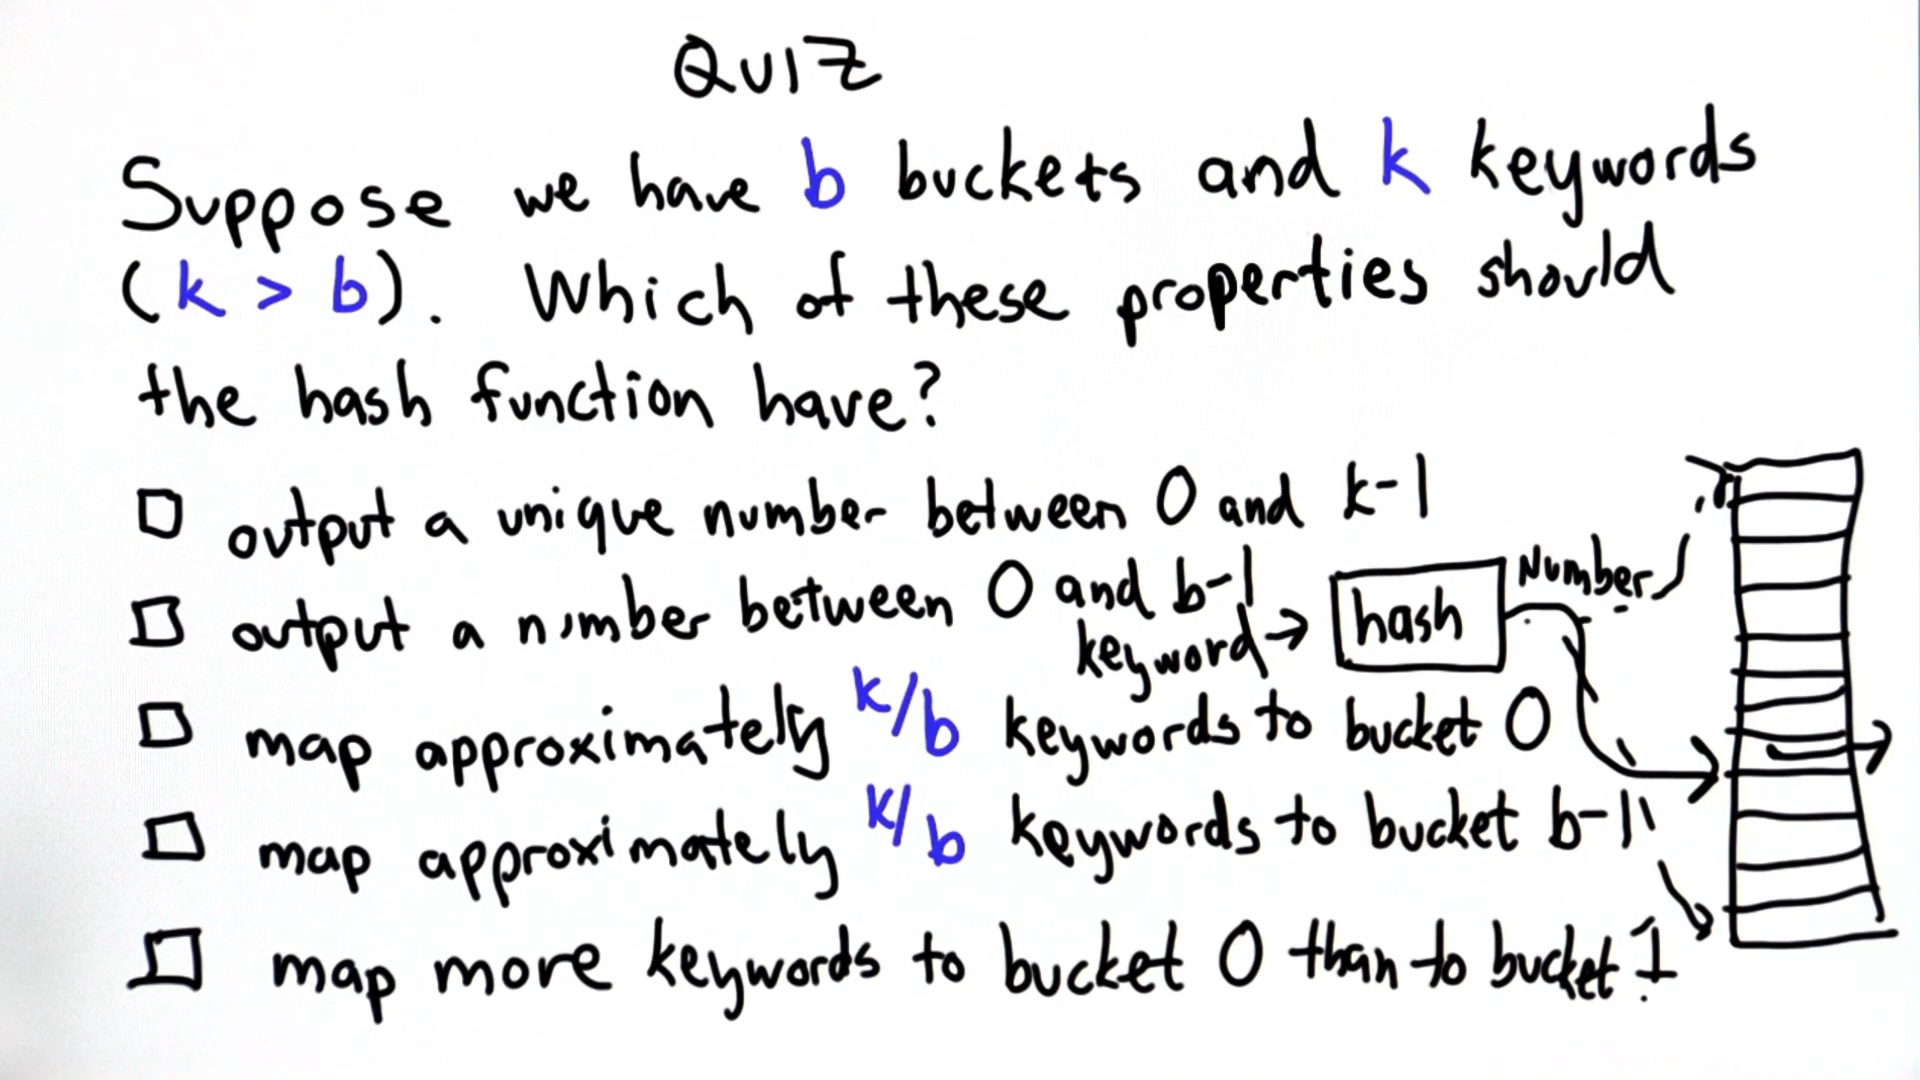 QUIZ
Suppose we have b buckets and k keywords
(k > b). Which of these properties should
the hash function have?
output a unique number between 0 and k-1
output a number between 0 and b-1
keyword → hash Number
map approximately k/b keywords to bucket 0
map approximately k/b keywords to bucket b-1
map more keywords to bucket 0 than to bucket 1